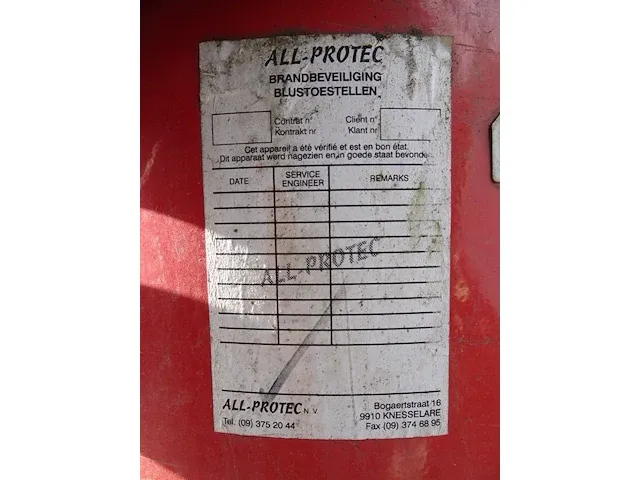 ALL-PROTEC
BRANDBEVEILIGING
BLUSTOESTELLEN
Contrat n° Client n°
Kontrakt nr Klant nr
Cet appareil a été vérifié et est en bon état.
Dit apparaat werd nagezien en in goede staat bevonden.
DATE SERVICE ENGINEER REMARKS
ALL-PROTEC
ALL-PROTEC N.V.
Tel. (09) 375 20 44
Bogaertstraat 16
9910 KNESSELARE
Fax (09) 374 68 95